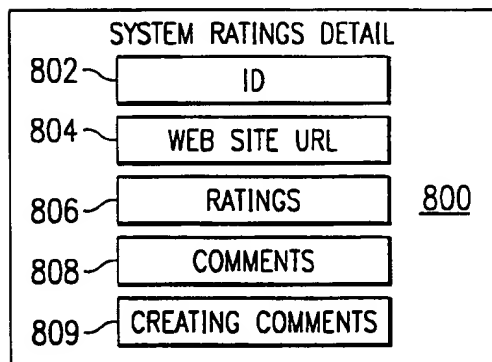 SYSTEM RATINGS DETAIL
802 ID
804 WEB SITE URL
806 RATINGS 800
808 COMMENTS
809 CREATING COMMENTS